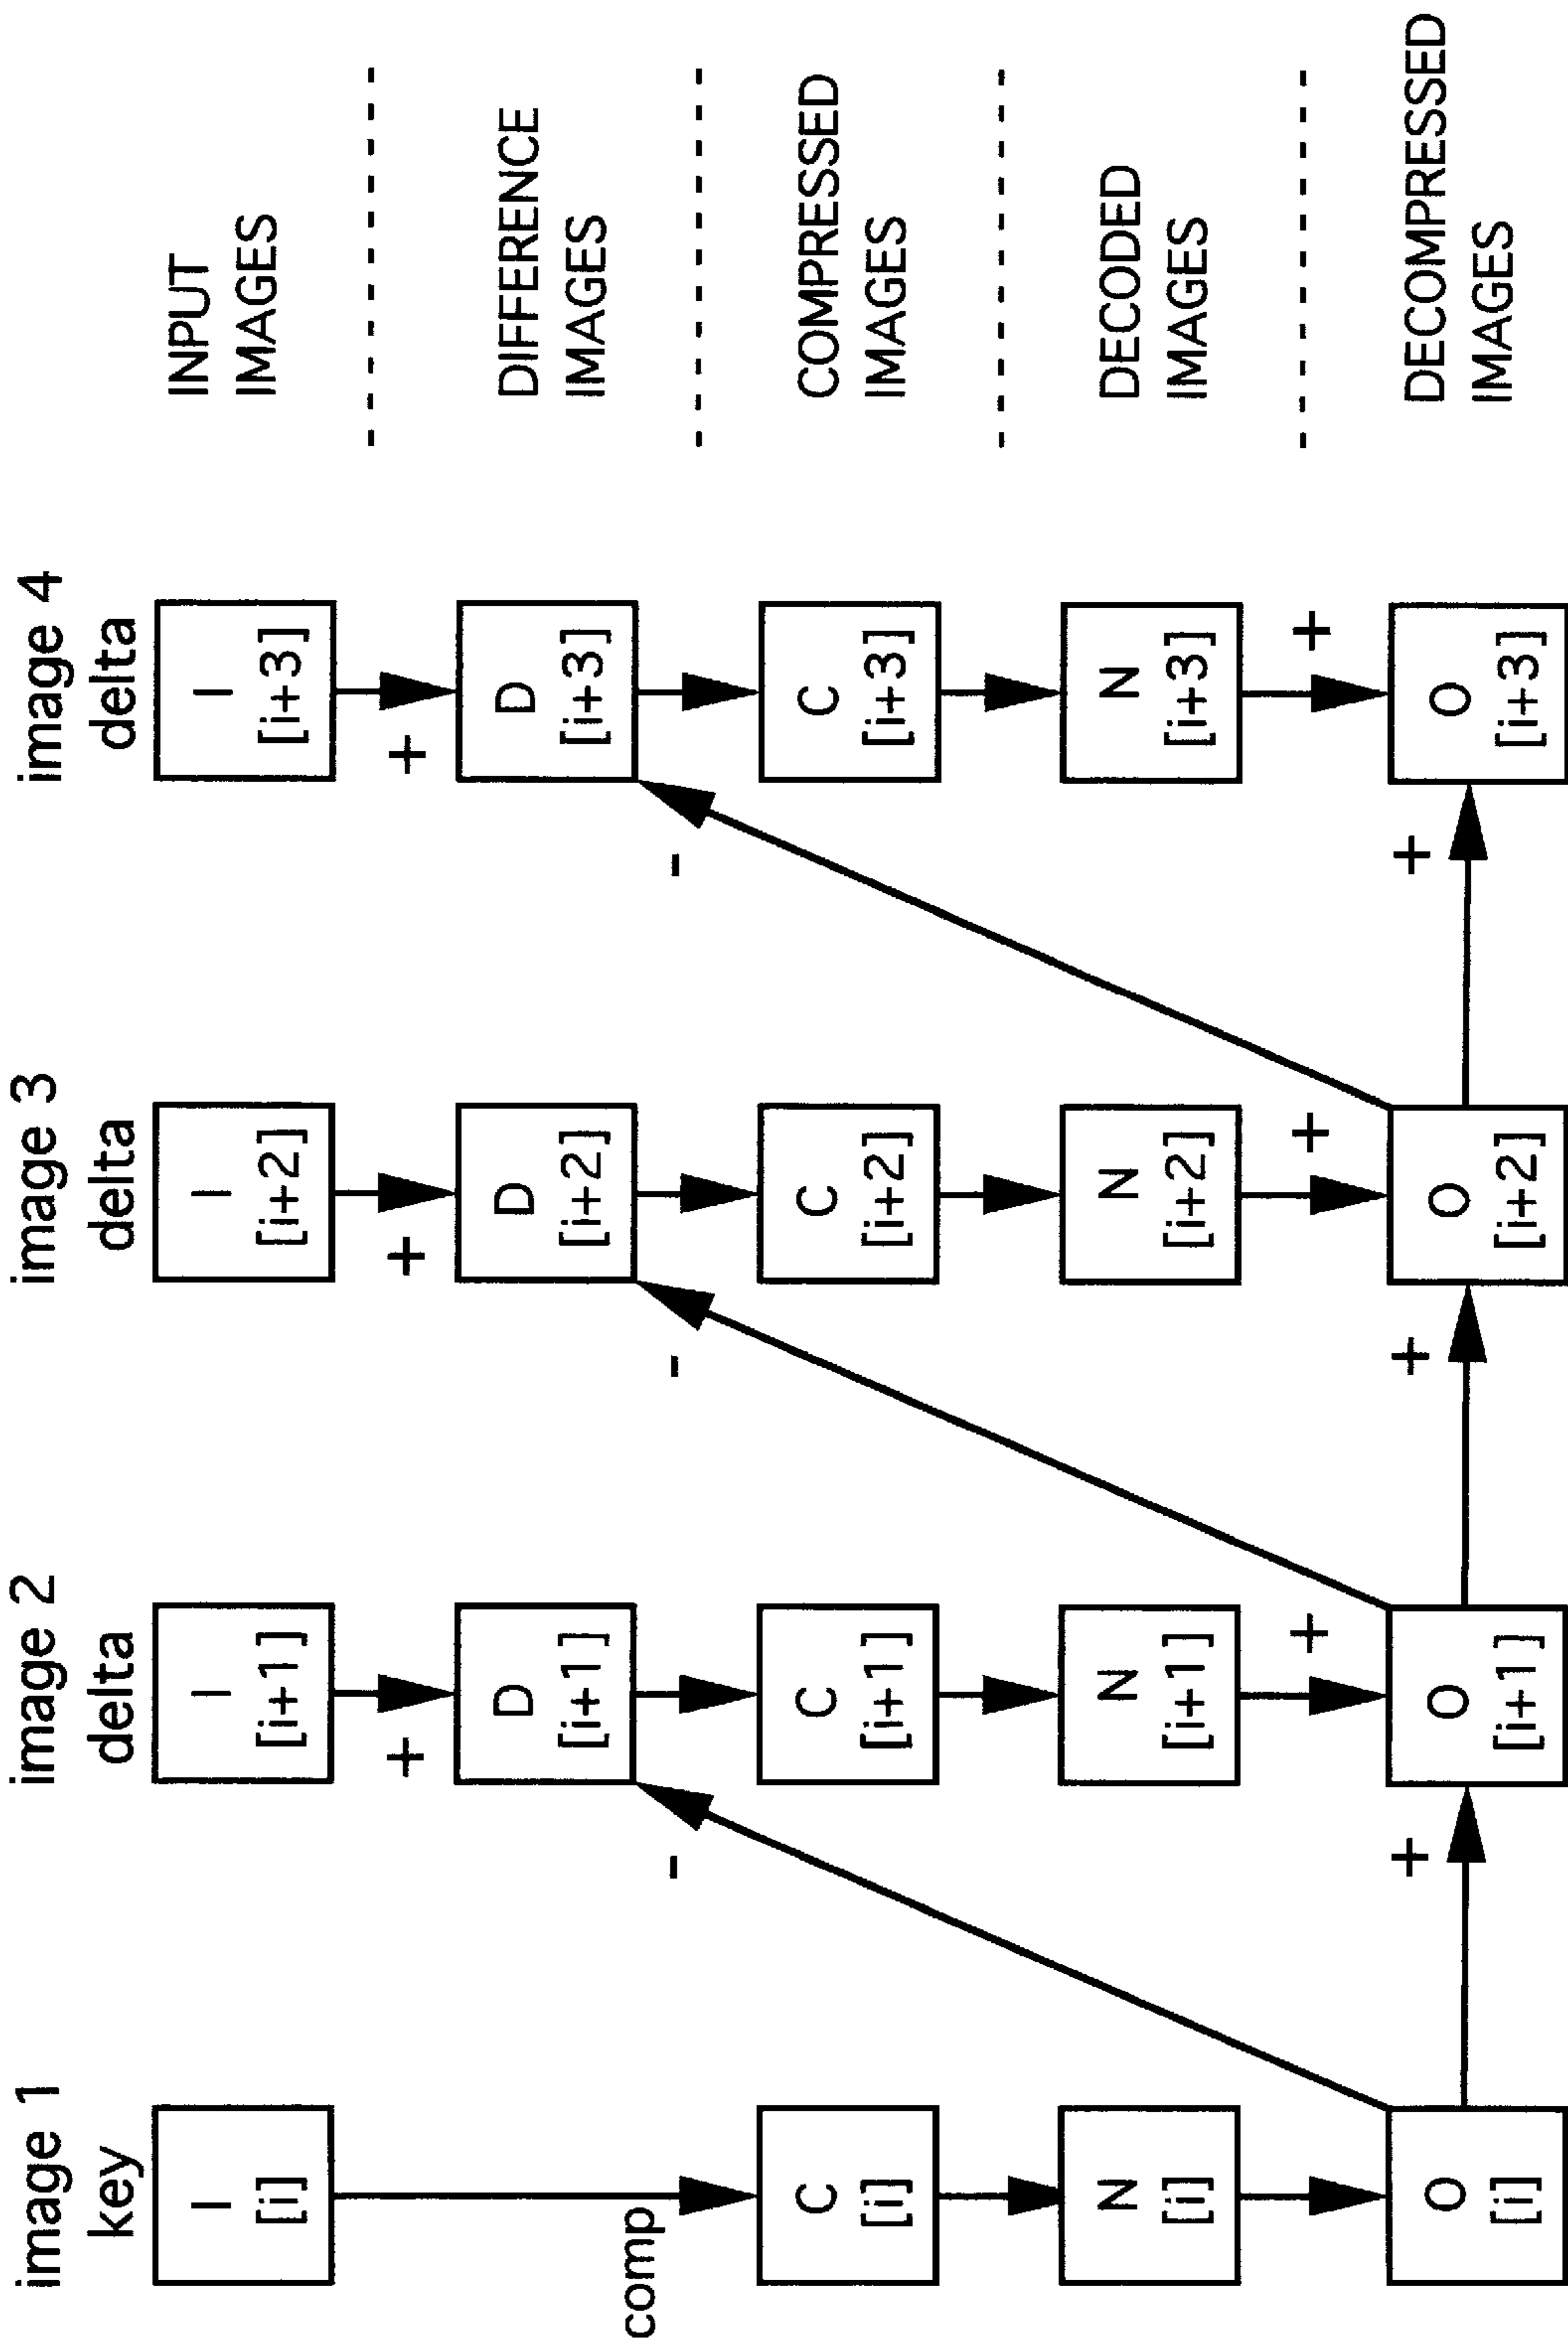 image 1
key
image 2
delta
image 3
delta
image 4
delta
I
[i]
I
[i+1]
I
[i+2]
I
[i+3]
INPUT
IMAGES
+
+
+
D
[i+1]
D
[i+2]
D
[i+3]
DIFFERENCE
IMAGES
comp
-
-
-
C
[i]
C
[i+1]
C
[i+2]
C
[i+3]
COMPRESSED
IMAGES
N
[i]
N
[i+1]
N
[i+2]
N
[i+3]
DECODED
IMAGES
+
+
+
+
+
+
O
[i]
O
[i+1]
O
[i+2]
O
[i+3]
DECOMPRESSED
IMAGES